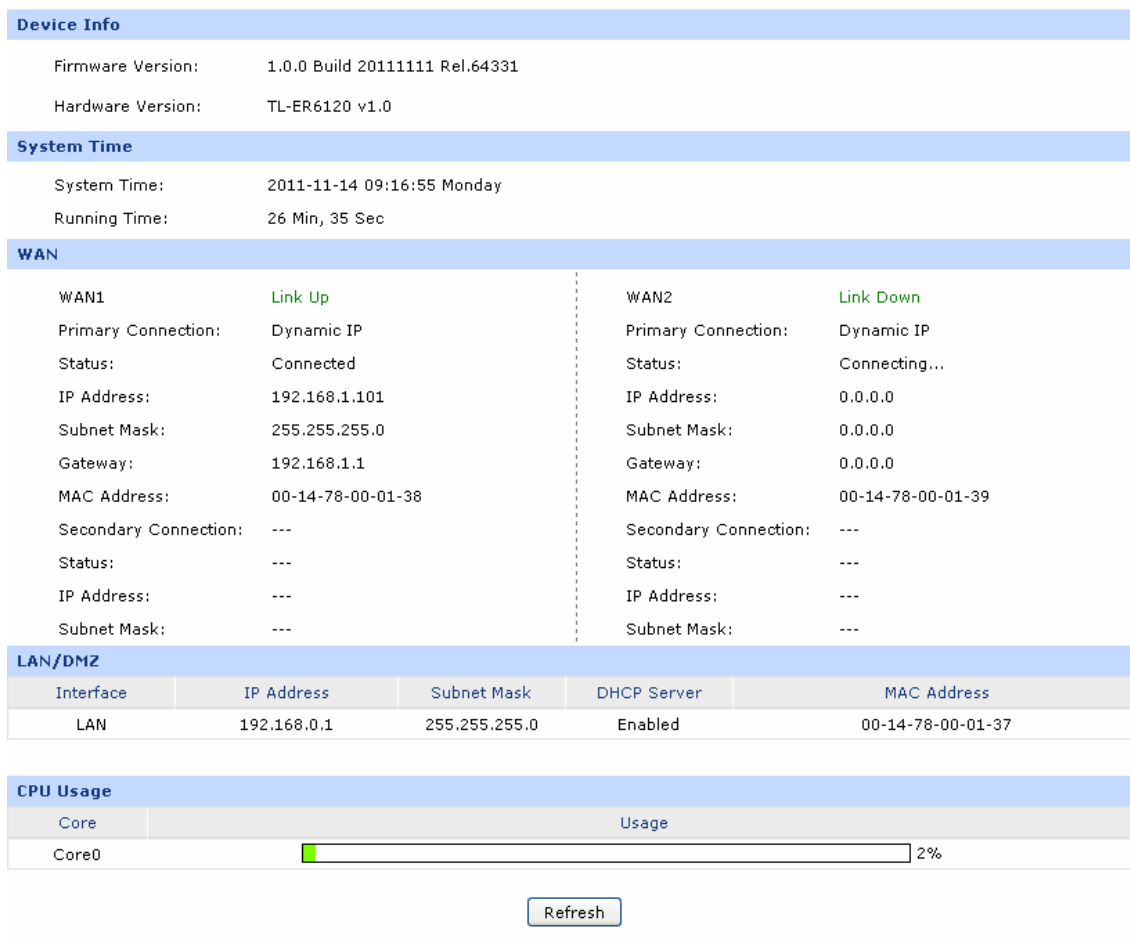 Device Info
Firmware Version: 1.0.0 Build 20111111 Rel.64331
Hardware Version: TL-ER6120 v1.0
System Time
System Time: 2011-11-14 09:16:55 Monday
Running Time: 26 Min, 35 Sec
WAN
WAN1 Link Up WAN2 Link Down
Primary Connection: Dynamic IP Primary Connection: Dynamic IP
Status: Connected Status: Connecting...
IP Address: 192.168.1.101 IP Address: 0.0.0.0
Subnet Mask: 255.255.255.0 Subnet Mask: 0.0.0.0
Gateway: 192.168.1.1 Gateway: 0.0.0.0
MAC Address: 00-14-78-00-01-38 MAC Address: 00-14-78-00-01-39
Secondary Connection: --- Secondary Connection: ---
Status: --- Status: ---
IP Address: --- IP Address: ---
Subnet Mask: --- Subnet Mask: ---
LAN/DMZ
Interface IP Address Subnet Mask DHCP Server MAC Address
LAN 192.168.0.1 255.255.255.0 Enabled 00-14-78-00-01-37
CPU Usage
Core Usage
Core0 2%
Refresh